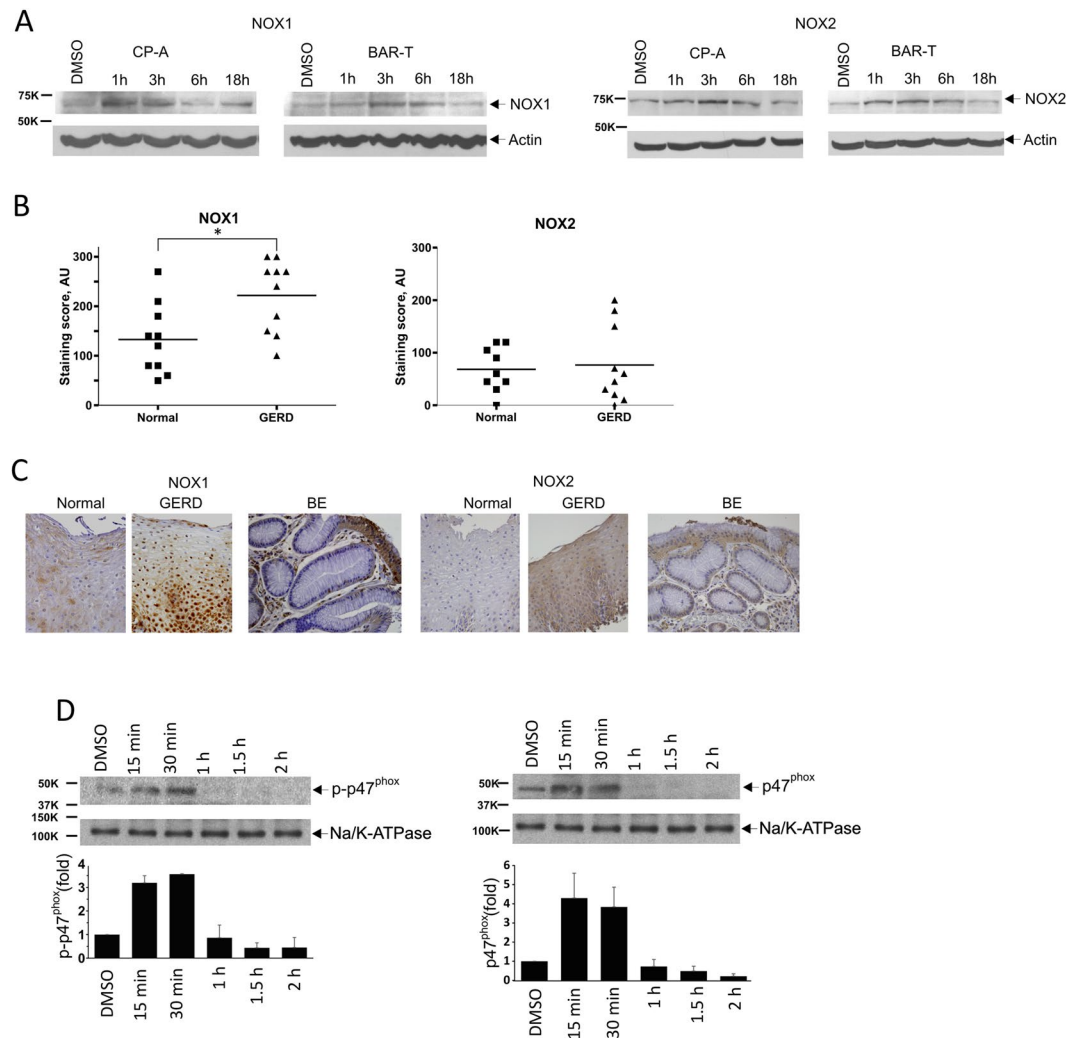 A
NOX1
NOX2
DMSO
CP-A
1h 3h 6h 18h
DMSO
BAR-T
1h 3h 6h 18h
DMSO
CP-A
1h 3h 6h 18h
DMSO
BAR-T
1h 3h 6h 18h
75K
50K
NOX1
Actin
75K
50K
NOX2
Actin
B
NOX1
*
Staining score, AU
300
200
100
0
Normal GERD
NOX2
Staining score, AU
300
200
100
0
Normal GERD
C
NOX1
Normal GERD BE
NOX2
Normal GERD BE
D
DMSO 15 min 30 min 1 h 1.5 h 2 h
50K
37K
150K
100K
p-p47phox
Na/K-ATPase
p-p47phox(fold)
4
3
2
1
0
DMSO 15 min 30 min 1 h 1.5 h 2 h
DMSO 15 min 30 min 1 h 1.5 h 2 h
50K
37K
100K
p47phox
Na/K-ATPase
p47phox(fold)
6
5
4
3
2
1
0
DMSO 15 min 30 min 1 h 1.5 h 2 h